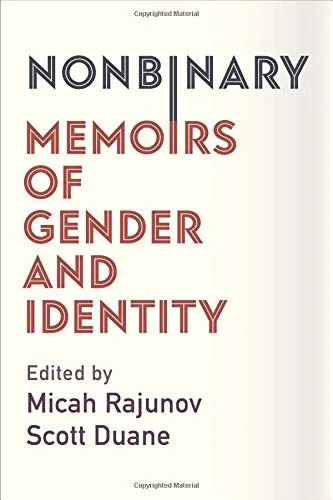 Copyrighted Material
NONBINARY
MEMOIRS
OF
GENDER
AND
IDENTITY
Edited by
Micah Rajunov
Scott Duane
Copyrighted Material